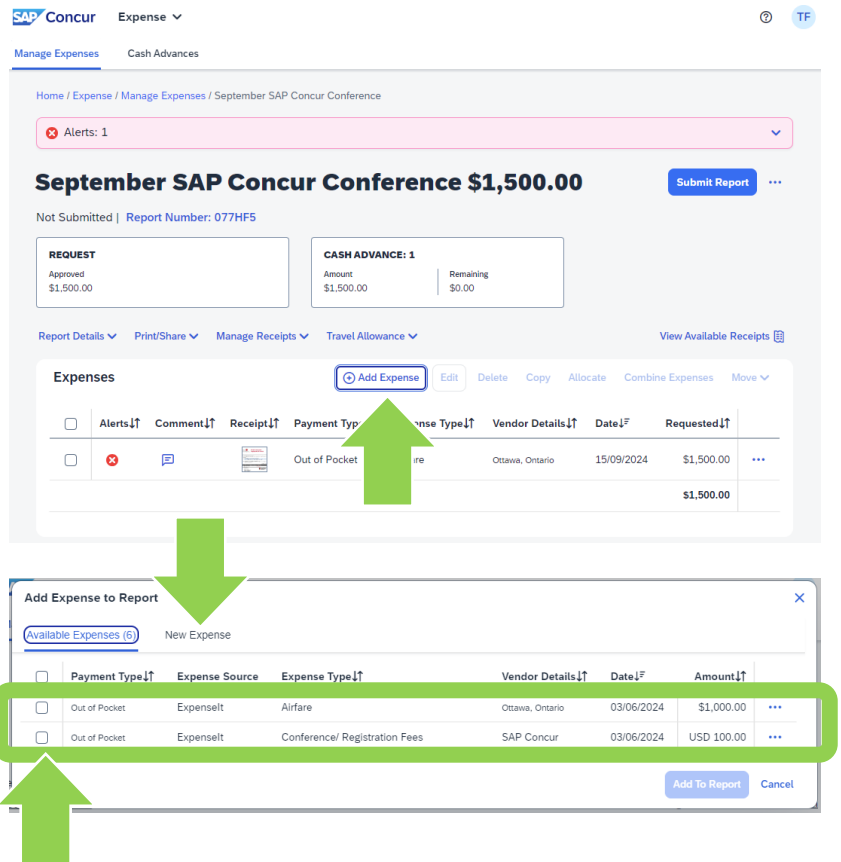 SAP Concur Expense TF
Manage Expenses Cash Advances
Home / Expense / Manage Expenses / September SAP Concur Conference
Alerts: 1
September SAP Concur Conference $1,500.00 Submit Report
Not Submitted | Report Number: 077HF5
REQUEST
Approved
$1,500.00
CASH ADVANCE: 1
Amount Remaining
$1,500.00 $0.00
Report Details Print/Share Manage Receipts Travel Allowance View Available Receipts
Expenses Add Expense Edit Delete Copy Allocate Combine Expenses Move
Alerts Comment Receipt Payment Typ nse Type Vendor Details Date Requested
Out of Pocket re Ottawa, Ontario 15/09/2024 $1,500.00
$1,500.00
Add Expense to Report
Available Expenses (6) New Expense
Payment Type Expense Source Expense Type Vendor Details Date Amount
Out of Pocket ExpenseIt Airfare Ottawa, Ontario 03/06/2024 $1,000.00
Out of Pocket ExpenseIt Conference/ Registration Fees SAP Concur 03/06/2024 USD 100.00
Add To Report Cancel